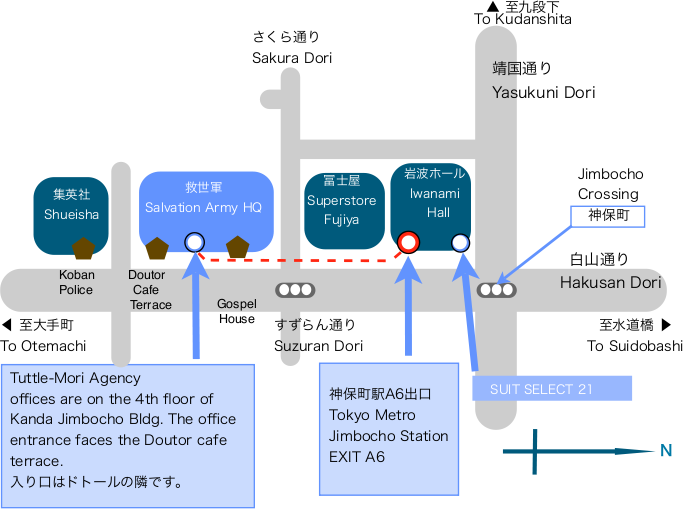 ▲ 至九段下
To Kudanshita
さくら通り
Sakura Dori
靖国通り
Yasukuni Dori
集英社
Shueisha
救世軍
Salvation Army HQ
冨士屋
Superstore
Fujiya
岩波ホール
Iwanami
Hall
Jimbocho
Crossing
神保町
白山通り
Hakusan Dori
Koban
Police
Doutor
Cafe
Terrace
Gospel
House
◀ 至大手町
To Otemachi
すずらん通り
Suzuran Dori
至水道橋 ▶
To Suidobashi
Tuttle-Mori Agency
offices are on the 4th floor of
Kanda Jimbocho Bldg. The office
entrance faces the Doutor cafe
terrace.
入り口はドトールの隣です。
神保町駅A6出口
Tokyo Metro
Jimbocho Station
EXIT A6
SUIT SELECT 21
N